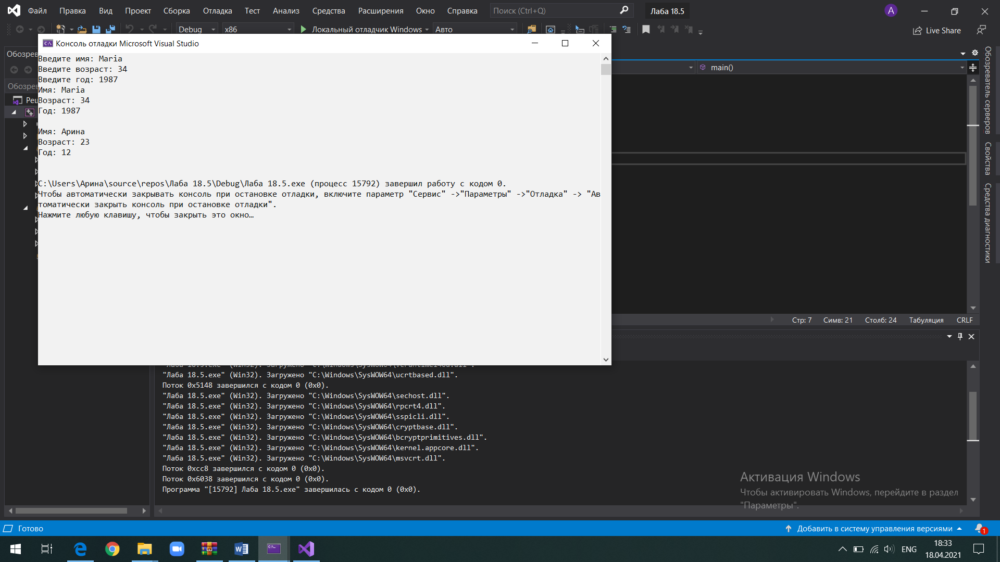 Файл Правка Вид Проект Сборка Отладка Тест Анализ Средства Расширения Окно Справка Поиск (Ctrl+Q) Лаба 18.5 A
Debug x86 Локальный отладчик Windows Авто Live Share
Консоль отладки Microsoft Visual Studio
Обозрев
main()
Обозрев
Реш
Введите имя: Maria
Введите возраст: 34
Введите год: 1987
Имя: Maria
Возраст: 34
Год: 1987
Имя: Арина
Возраст: 23
Год: 12
C:\Users\Арина\source\repos\Лаба 18.5\Debug\Лаба 18.5.exe (процесс 15792) завершил работу с кодом 0.
Чтобы автоматически закрывать консоль при остановке отладки, включите параметр "Сервис" ->"Параметры" ->"Отладка" -> "Ав
томатически закрыть консоль при остановке отладки".
Нажмите любую клавишу, чтобы закрыть это окно…
Обозреватель серверов
Свойства
Средства диагностики
Стр: 7 Симв: 21 Столб: 24 Табуляция CRLF
"Лаба 18.5.exe" (Win32). Загружено "C:\Windows\SysWOW64\ucrtbased.dll".
Поток 0x5148 завершился с кодом 0 (0x0).
"Лаба 18.5.exe" (Win32). Загружено "C:\Windows\SysWOW64\sechost.dll".
"Лаба 18.5.exe" (Win32). Загружено "C:\Windows\SysWOW64\rpcrt4.dll".
"Лаба 18.5.exe" (Win32). Загружено "C:\Windows\SysWOW64\sspicli.dll".
"Лаба 18.5.exe" (Win32). Загружено "C:\Windows\SysWOW64\cryptbase.dll".
"Лаба 18.5.exe" (Win32). Загружено "C:\Windows\SysWOW64\bcryptprimitives.dll".
"Лаба 18.5.exe" (Win32). Загружено "C:\Windows\SysWOW64\kernel.appcore.dll".
"Лаба 18.5.exe" (Win32). Загружено "C:\Windows\SysWOW64\msvcrt.dll".
Поток 0xcc8 завершился с кодом 0 (0x0).
Поток 0x6038 завершился с кодом 0 (0x0).
Программа "[15792] Лаба 18.5.exe" завершилась с кодом 0 (0x0).
Активация Windows
Чтобы активировать Windows, перейдите в раздел
"Параметры".
Готово Добавить в систему управления версиями 1
ENG 18:33
18.04.2021